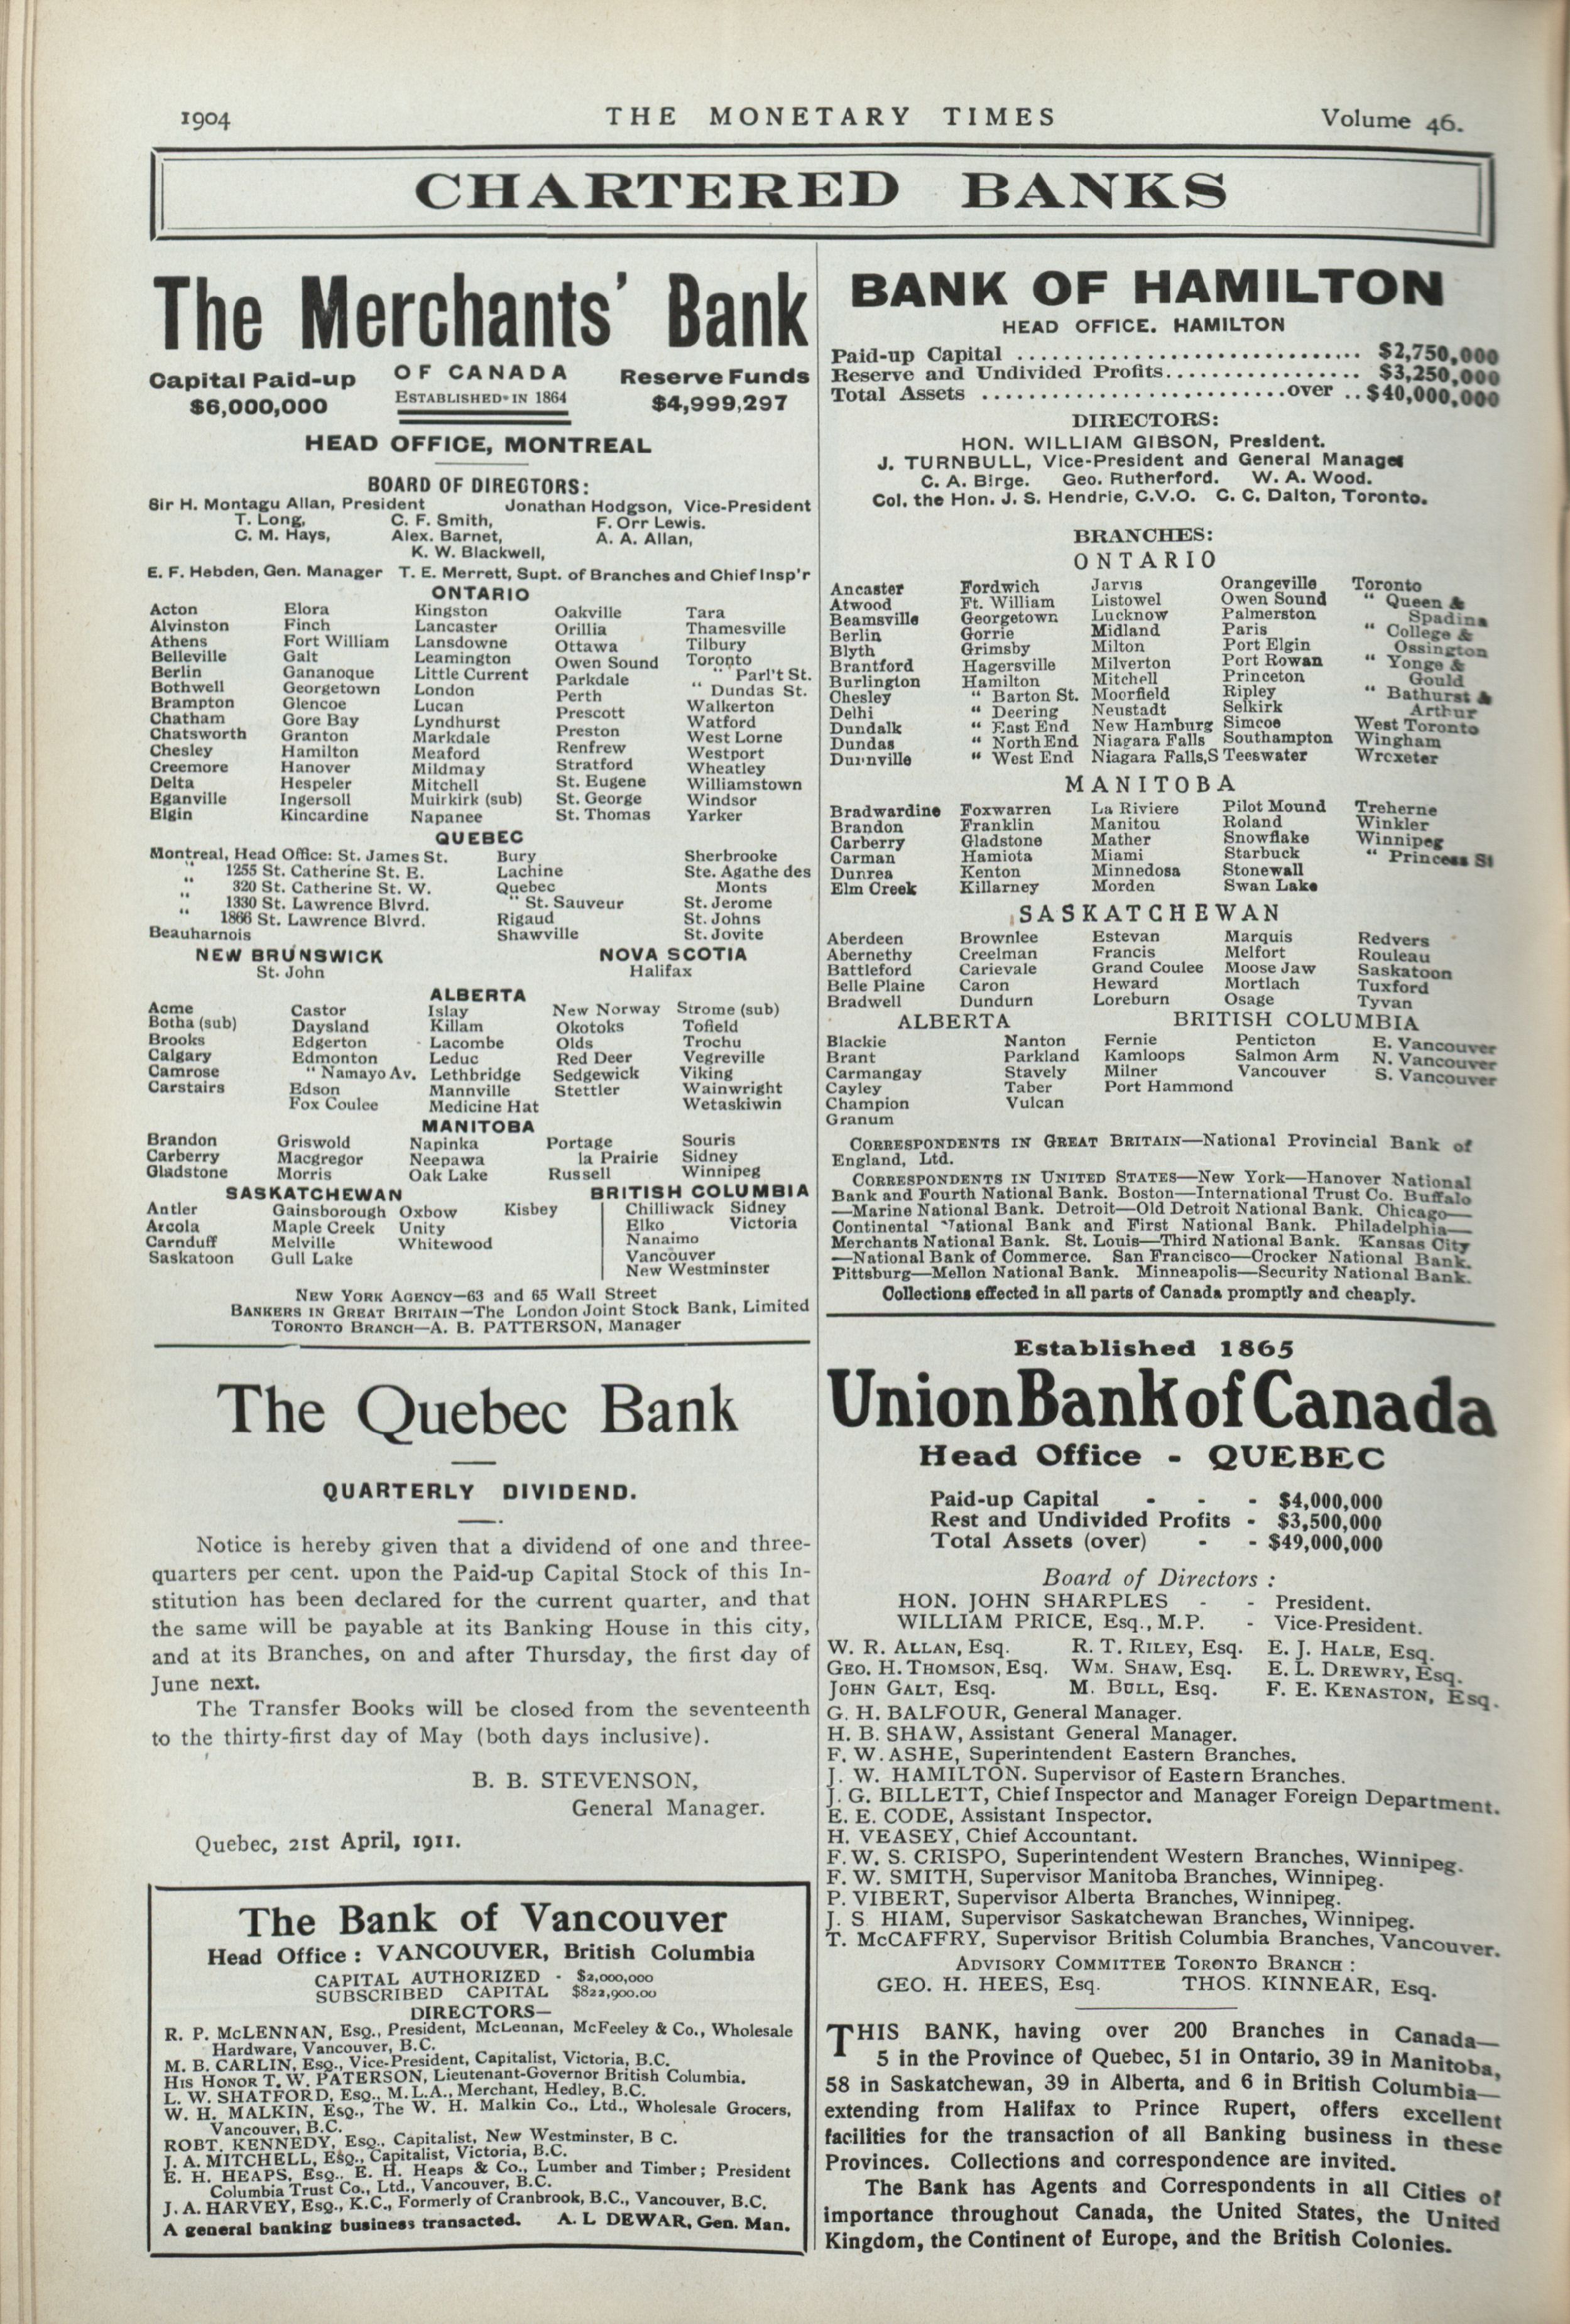 1904 THE MONETARY TIMES Volume 46.
CHARTERED BANKS
The Merchants' Bank
Capital Paid-up OF CANADA Reserve Funds
$6,000,000 ESTABLISHED IN 1864 $4,999,297
HEAD OFFICE, MONTREAL
BOARD OF DIRECTORS:
Sir H. Montagu Allan, President Jonathan Hodgson, Vice-President
T. Long, C. F. Smith, F. Orr Lewis.
C. M. Hays, Alex. Barnet, A. A. Allan,
K. W. Blackwell,
E. F. Hebden, Gen. Manager T. E. Merrett, Supt. of Branches and Chief Insp'r
ONTARIO
Acton Elora Kingston Oakville Tara
Alvinston Finch Lancaster Orillia Thamesville
Athens Fort William Lansdowne Ottawa Tilbury
Belleville Galt Leamington Owen Sound Toronto
Berlin Gananoque Little Current Parkdale " Parl't St.
Bothwell Georgetown London Perth " Dundas St.
Brampton Glencoe Lucan Prescott Walkerton
Chatham Gore Bay Lyndhurst Preston Watford
Chatsworth Granton Markdale Renfrew West Lorne
Chesley Hamilton Meaford Stratford Westport
Creemore Hanover Mildmay St. Eugene Wheatley
Delta Hespeler Mitchell St. George Williamstown
Eganville Ingersoll Muirkirk (sub) St. Thomas Windsor
Elgin Kincardine Napanee Yarker
QUEBEC
Montreal, Head Office: St. James St. Bury Sherbrooke
" 1255 St. Catherine St. E. Lachine Ste. Agathe des
" 320 St. Catherine St. W. Quebec Monts
" 1330 St. Lawrence Blvrd. " St. Sauveur St. Jerome
" 1866 St. Lawrence Blvrd. Rigaud St. Johns
Beauharnois Shawville St. Jovite
NEW BRUNSWICK NOVA SCOTIA
St. John Halifax
ALBERTA
Acme Castor Islay New Norway Strome (sub)
Botha (sub) Daysland Killam Okotoks Tofield
Brooks Edgerton Lacombe Olds Trochu
Calgary Edmonton Leduc Red Deer Vegreville
Camrose " Namayo Av. Lethbridge Sedgewick Viking
Carstairs Edson Mannville Stettler Wainwright
Fox Coulee Medicine Hat Wetaskiwin
MANITOBA
Brandon Griswold Napinka Portage Souris
Carberry Macgregor Neepawa la Prairie Sidney
Gladstone Morris Oak Lake Russell Winnipeg
SASKATCHEWAN BRITISH COLUMBIA
Antler Gainsborough Oxbow Kisbey Chilliwack Sidney
Arcola Maple Creek Unity Elko Victoria
Carnduff Melville Whitewood Nanaimo
Saskatoon Gull Lake Vancouver
New Westminster
NEW YORK AGENCY—63 and 65 Wall Street
BANKERS IN GREAT BRITAIN—The London Joint Stock Bank, Limited
TORONTO BRANCH—A. B. PATTERSON, Manager
The Quebec Bank
QUARTERLY DIVIDEND.
Notice is hereby given that a dividend of one and three-
quarters per cent. upon the Paid-up Capital Stock of this In-
stitution has been declared for the current quarter, and that
the same will be payable at its Banking House in this city,
and at its Branches, on and after Thursday, the first day of
June next.
The Transfer Books will be closed from the seventeenth
to the thirty-first day of May (both days inclusive).
B. B. STEVENSON,
General Manager.
Quebec, 21st April, 1911.
The Bank of Vancouver
Head Office : VANCOUVER, British Columbia
CAPITAL AUTHORIZED - $2,000,000
SUBSCRIBED CAPITAL $822,900.00
DIRECTORS—
R. P. McLENNAN, Esq., President, McLennan, McFeeley & Co., Wholesale
Hardware, Vancouver, B.C.
M. B. CARLIN, Esq., Vice-President, Capitalist, Victoria, B.C.
HIS HONOR T. W. PATERSON, Lieutenant-Governor British Columbia.
L. W. SHATFORD, Esq., M.L.A., Merchant, Hedley, B.C.
W. H. MALKIN, Esq., The W. H. Malkin Co., Ltd., Wholesale Grocers,
Vancouver, B.C.
ROBT. KENNEDY, Esq., Capitalist, New Westminster, B C.
J. A. MITCHELL, Esq., Capitalist, Victoria, B.C.
E. H. HEAPS, Esq., E. H. Heaps & Co., Lumber and Timber; President
Columbia Trust Co., Ltd., Vancouver, B.C.
J. A. HARVEY, Esq., K.C., Formerly of Cranbrook, B.C., Vancouver, B.C.
A general banking business transacted. A. L DEWAR, Gen. Man.
BANK OF HAMILTON
HEAD OFFICE. HAMILTON
Paid-up Capital .............................. $2,750,000
Reserve and Undivided Profits................. $3,250,000
Total Assets .........................over .. $40,000,000
DIRECTORS:
HON. WILLIAM GIBSON, President.
J. TURNBULL, Vice-President and General Manager
C. A. Birge. Geo. Rutherford. W. A. Wood.
Col. the Hon. J. S. Hendrie, C.V.O. C. C. Dalton, Toronto.
BRANCHES:
ONTARIO
Ancaster Fordwich Jarvis Orangeville Toronto
Atwood Ft. William Listowel Owen Sound " Queen &
Beamsville Georgetown Lucknow Palmerston Spadina
Berlin Gorrie Midland Paris " College &
Blyth Grimsby Milton Port Elgin Ossington
Brantford Hagersville Milverton Port Rowan " Yonge &
Burlington Hamilton Mitchell Princeton Gould
Chesley " Barton St. Moorfield Ripley " Bathurst &
Delhi " Deering Neustadt Selkirk Arthur
Dundalk " East End New Hamburg Simcoe West Toronto
Dundas " North End Niagara Falls Southampton Wingham
Dunnville " West End Niagara Falls,S Teeswater Wroxeter
MANITOBA
Bradwardine Foxwarren La Riviere Pilot Mound Treherne
Brandon Franklin Manitou Roland Winkler
Carberry Gladstone Mather Snowflake Winnipeg
Carman Hamiota Miami Starbuck " Princess St
Dunrea Kenton Minnedosa Stonewall
Elm Creek Killarney Morden Swan Lake
SASKATCHEWAN
Aberdeen Brownlee Estevan Marquis Redvers
Abernethy Creelman Francis Melfort Rouleau
Battleford Carievale Grand Coulee Moose Jaw Saskatoon
Belle Plaine Caron Heward Mortlach Tuxford
Bradwell Dundurn Loreburn Osage Tyvan
ALBERTA BRITISH COLUMBIA
Blackie Nanton Fernie Penticton E. Vancouver
Brant Parkland Kamloops Salmon Arm N. Vancouver
Carmangay Stavely Milner Vancouver S. Vancouver
Cayley Taber Port Hammond
Champion Vulcan
Granum
CORRESPONDENTS IN GREAT BRITAIN—National Provincial Bank of
England, Ltd.
CORRESPONDENTS IN UNITED STATES—New York—Hanover National
Bank and Fourth National Bank. Boston—International Trust Co. Buffalo
—Marine National Bank. Detroit—Old Detroit National Bank. Chicago—
Continental National Bank and First National Bank. Philadelphia—
Merchants National Bank. St. Louis—Third National Bank. Kansas City
—National Bank of Commerce. San Francisco—Crocker National Bank.
Pittsburg—Mellon National Bank. Minneapolis—Security National Bank.
Collections effected in all parts of Canada promptly and cheaply.
Established 1865
Union Bank of Canada
Head Office - QUEBEC
Paid-up Capital - - - $4,000,000
Rest and Undivided Profits - $3,500,000
Total Assets (over) - - $49,000,000
Board of Directors :
HON. JOHN SHARPLES - - President.
WILLIAM PRICE, Esq., M.P. - Vice-President.
W. R. ALLAN, Esq. R. T. RILEY, Esq. E. J. HALE, Esq.
GEO. H. THOMSON, Esq. WM. SHAW, Esq. E. L. DREWRY, Esq.
JOHN GALT, Esq. M. BULL, Esq. F. E. KENASTON, Esq.
G. H. BALFOUR, General Manager.
H. B. SHAW, Assistant General Manager.
F. W. ASHE, Superintendent Eastern Branches.
J. W. HAMILTON. Supervisor of Eastern Branches.
J. G. BILLETT, Chief Inspector and Manager Foreign Department.
E. E. CODE, Assistant Inspector.
H. VEASEY, Chief Accountant.
F. W. S. CRISPO, Superintendent Western Branches, Winnipeg.
F. W. SMITH, Supervisor Manitoba Branches, Winnipeg.
P. VIBERT, Supervisor Alberta Branches, Winnipeg.
J. S HIAM, Supervisor Saskatchewan Branches, Winnipeg.
T. McCAFFRY, Supervisor British Columbia Branches, Vancouver.
ADVISORY COMMITTEE TORONTO BRANCH :
GEO. H. HEES, Esq. THOS. KINNEAR, Esq.
THIS BANK, having over 200 Branches in Canada—
5 in the Province of Quebec, 51 in Ontario, 39 in Manitoba,
58 in Saskatchewan, 39 in Alberta, and 6 in British Columbia—
extending from Halifax to Prince Rupert, offers excellent
facilities for the transaction of all Banking business in these
Provinces. Collections and correspondence are invited.
The Bank has Agents and Correspondents in all Cities of
importance throughout Canada, the United States, the United
Kingdom, the Continent of Europe, and the British Colonies.